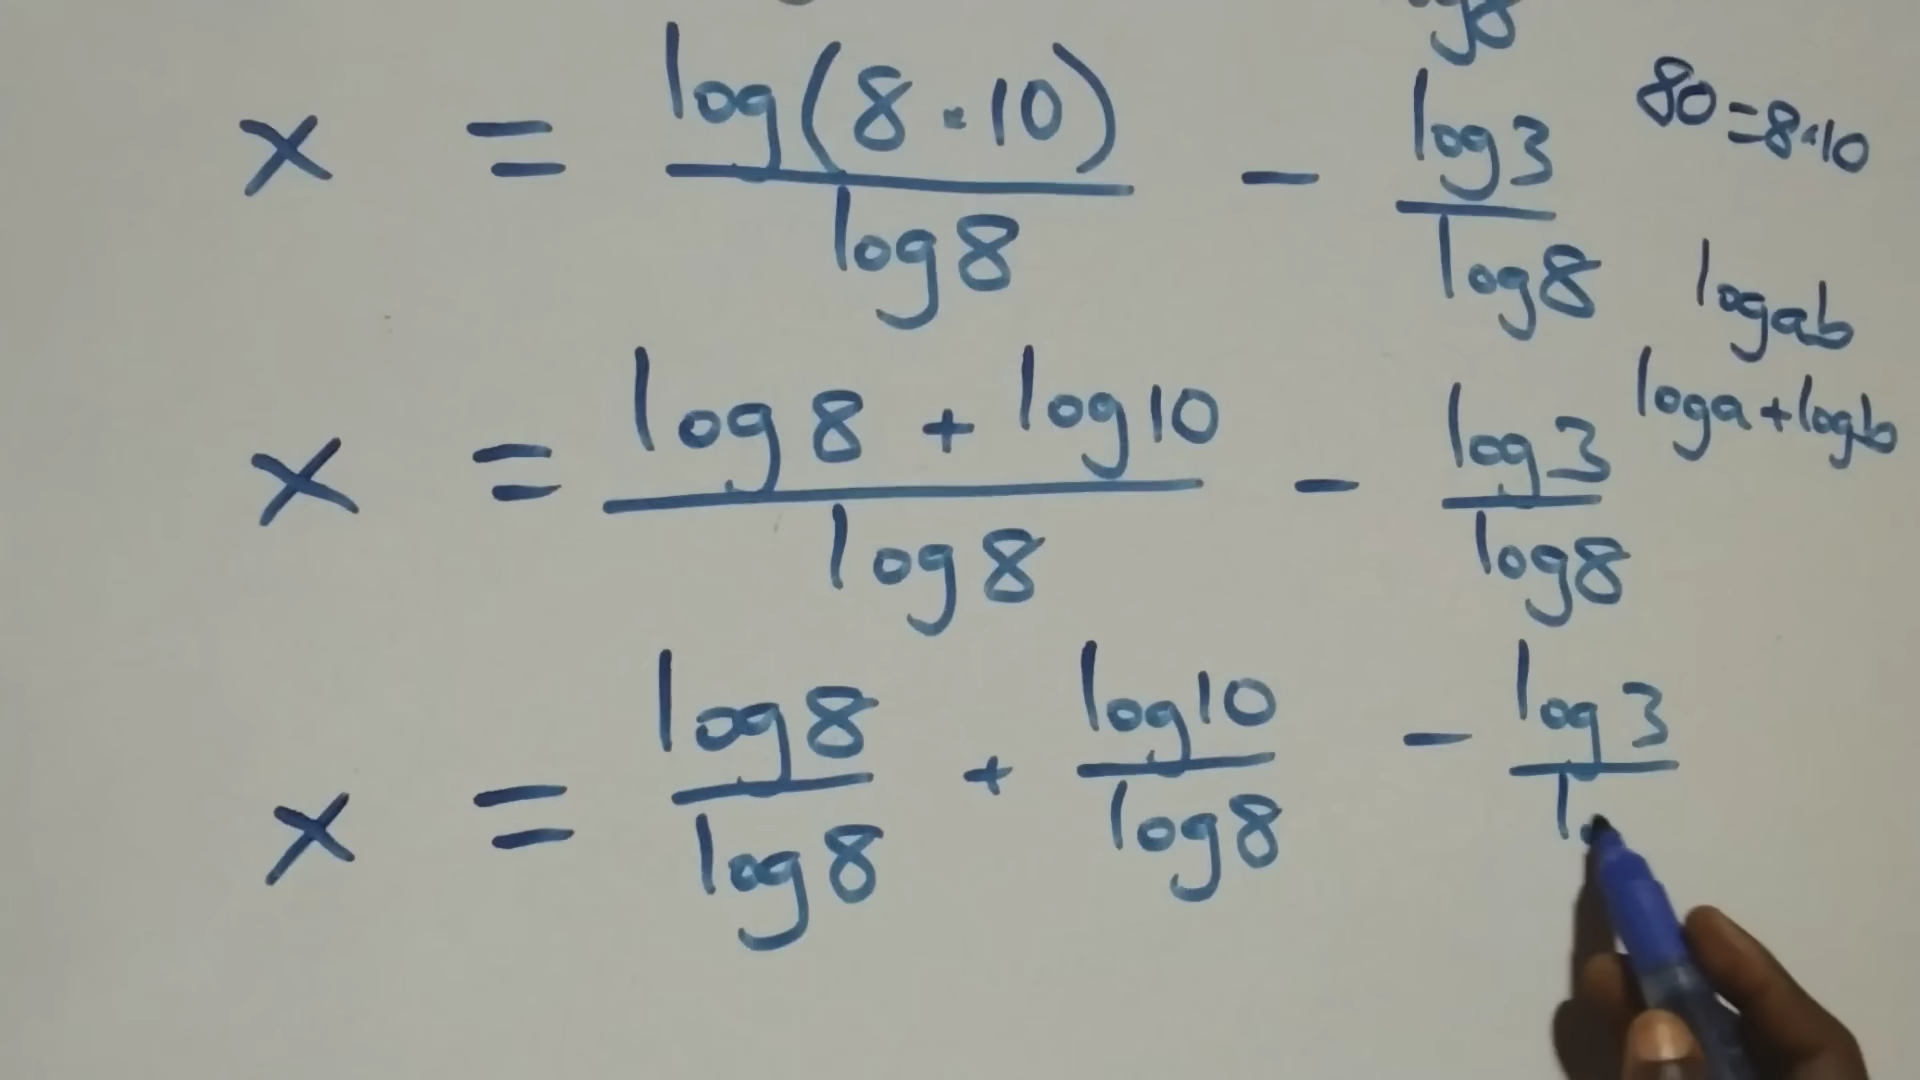 x = log(8·10)/log8 - log3/log8
80=8·10
logab
loga+logb
x = (log8 + log10)/log8 - log3/log8
x = log8/log8 + log10/log8 - log3/lo